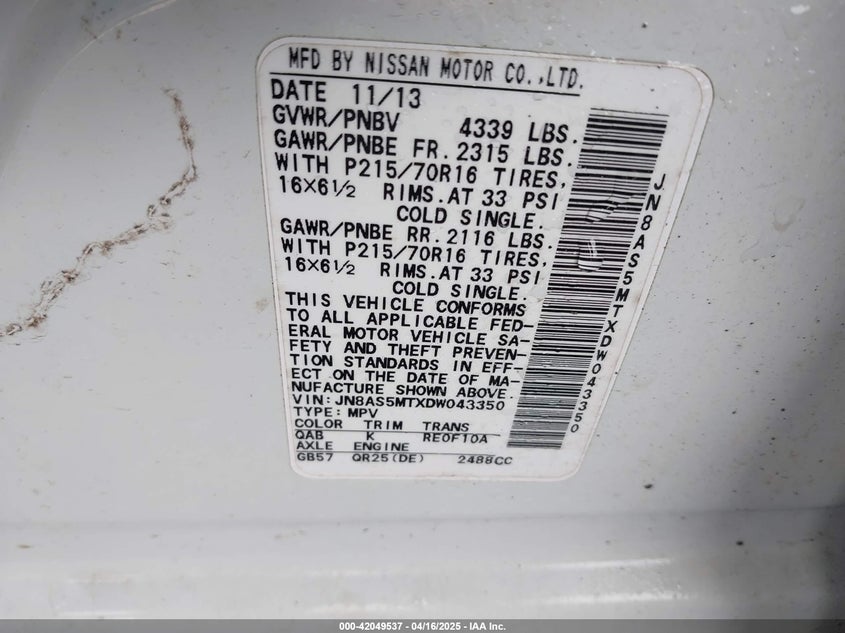 MFD BY NISSAN MOTOR CO.,LTD.
DATE 11/13
GVWR/PNBV 4339 LBS.
GAWR/PNBE FR. 2315 LBS.
WITH P215/70R16 TIRES,
16X6½ RIMS. AT 33 PSI
COLD SINGLE.
GAWR/PNBE RR. 2116 LBS.
WITH P215/70R16 TIRES,
16X6½ RIMS. AT 33 PSI
COLD SINGLE.
THIS VEHICLE CONFORMS
TO ALL APPLICABLE FED-
ERAL MOTOR VEHICLE SA-
FETY AND THEFT PREVEN-
TION STANDARDS IN EFF-
ECT ON THE DATE OF MA-
NUFACTURE SHOWN ABOVE.
VIN: JN8AS5MTXDW043350
TYPE: MPV
COLOR TRIM TRANS
QAB K RE0F10A
AXLE ENGINE
GB57 QR25(DE) 2488CC
JN8AS5MTXDW043350
000-42049537 - 04/16/2025 - IAA Inc.